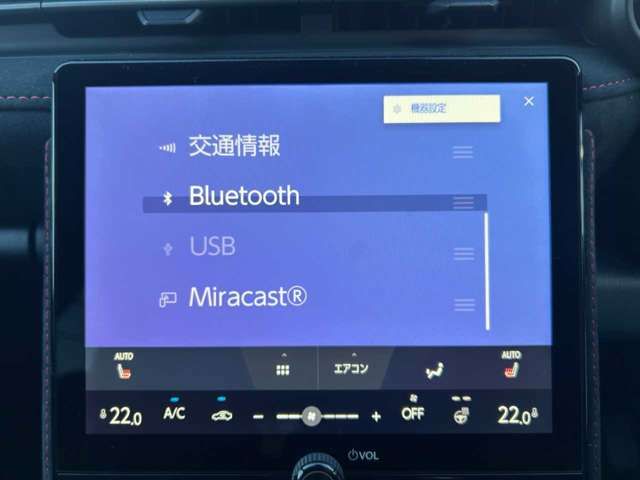 機器設定
×
交通情報
Bluetooth
USB
Miracast®
AUTO
エアコン
AUTO
22.0
A/C
−
+
OFF
22.0
VOL